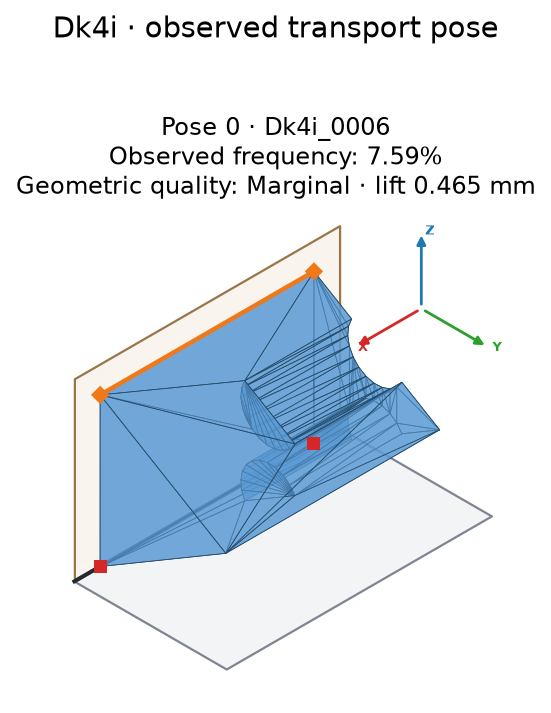 Dk4i · observed transport pose
Pose 0 · Dk4i_0006
Observed frequency: 7.59%
Geometric quality: Marginal · lift 0.465 mm
Z
X
Y